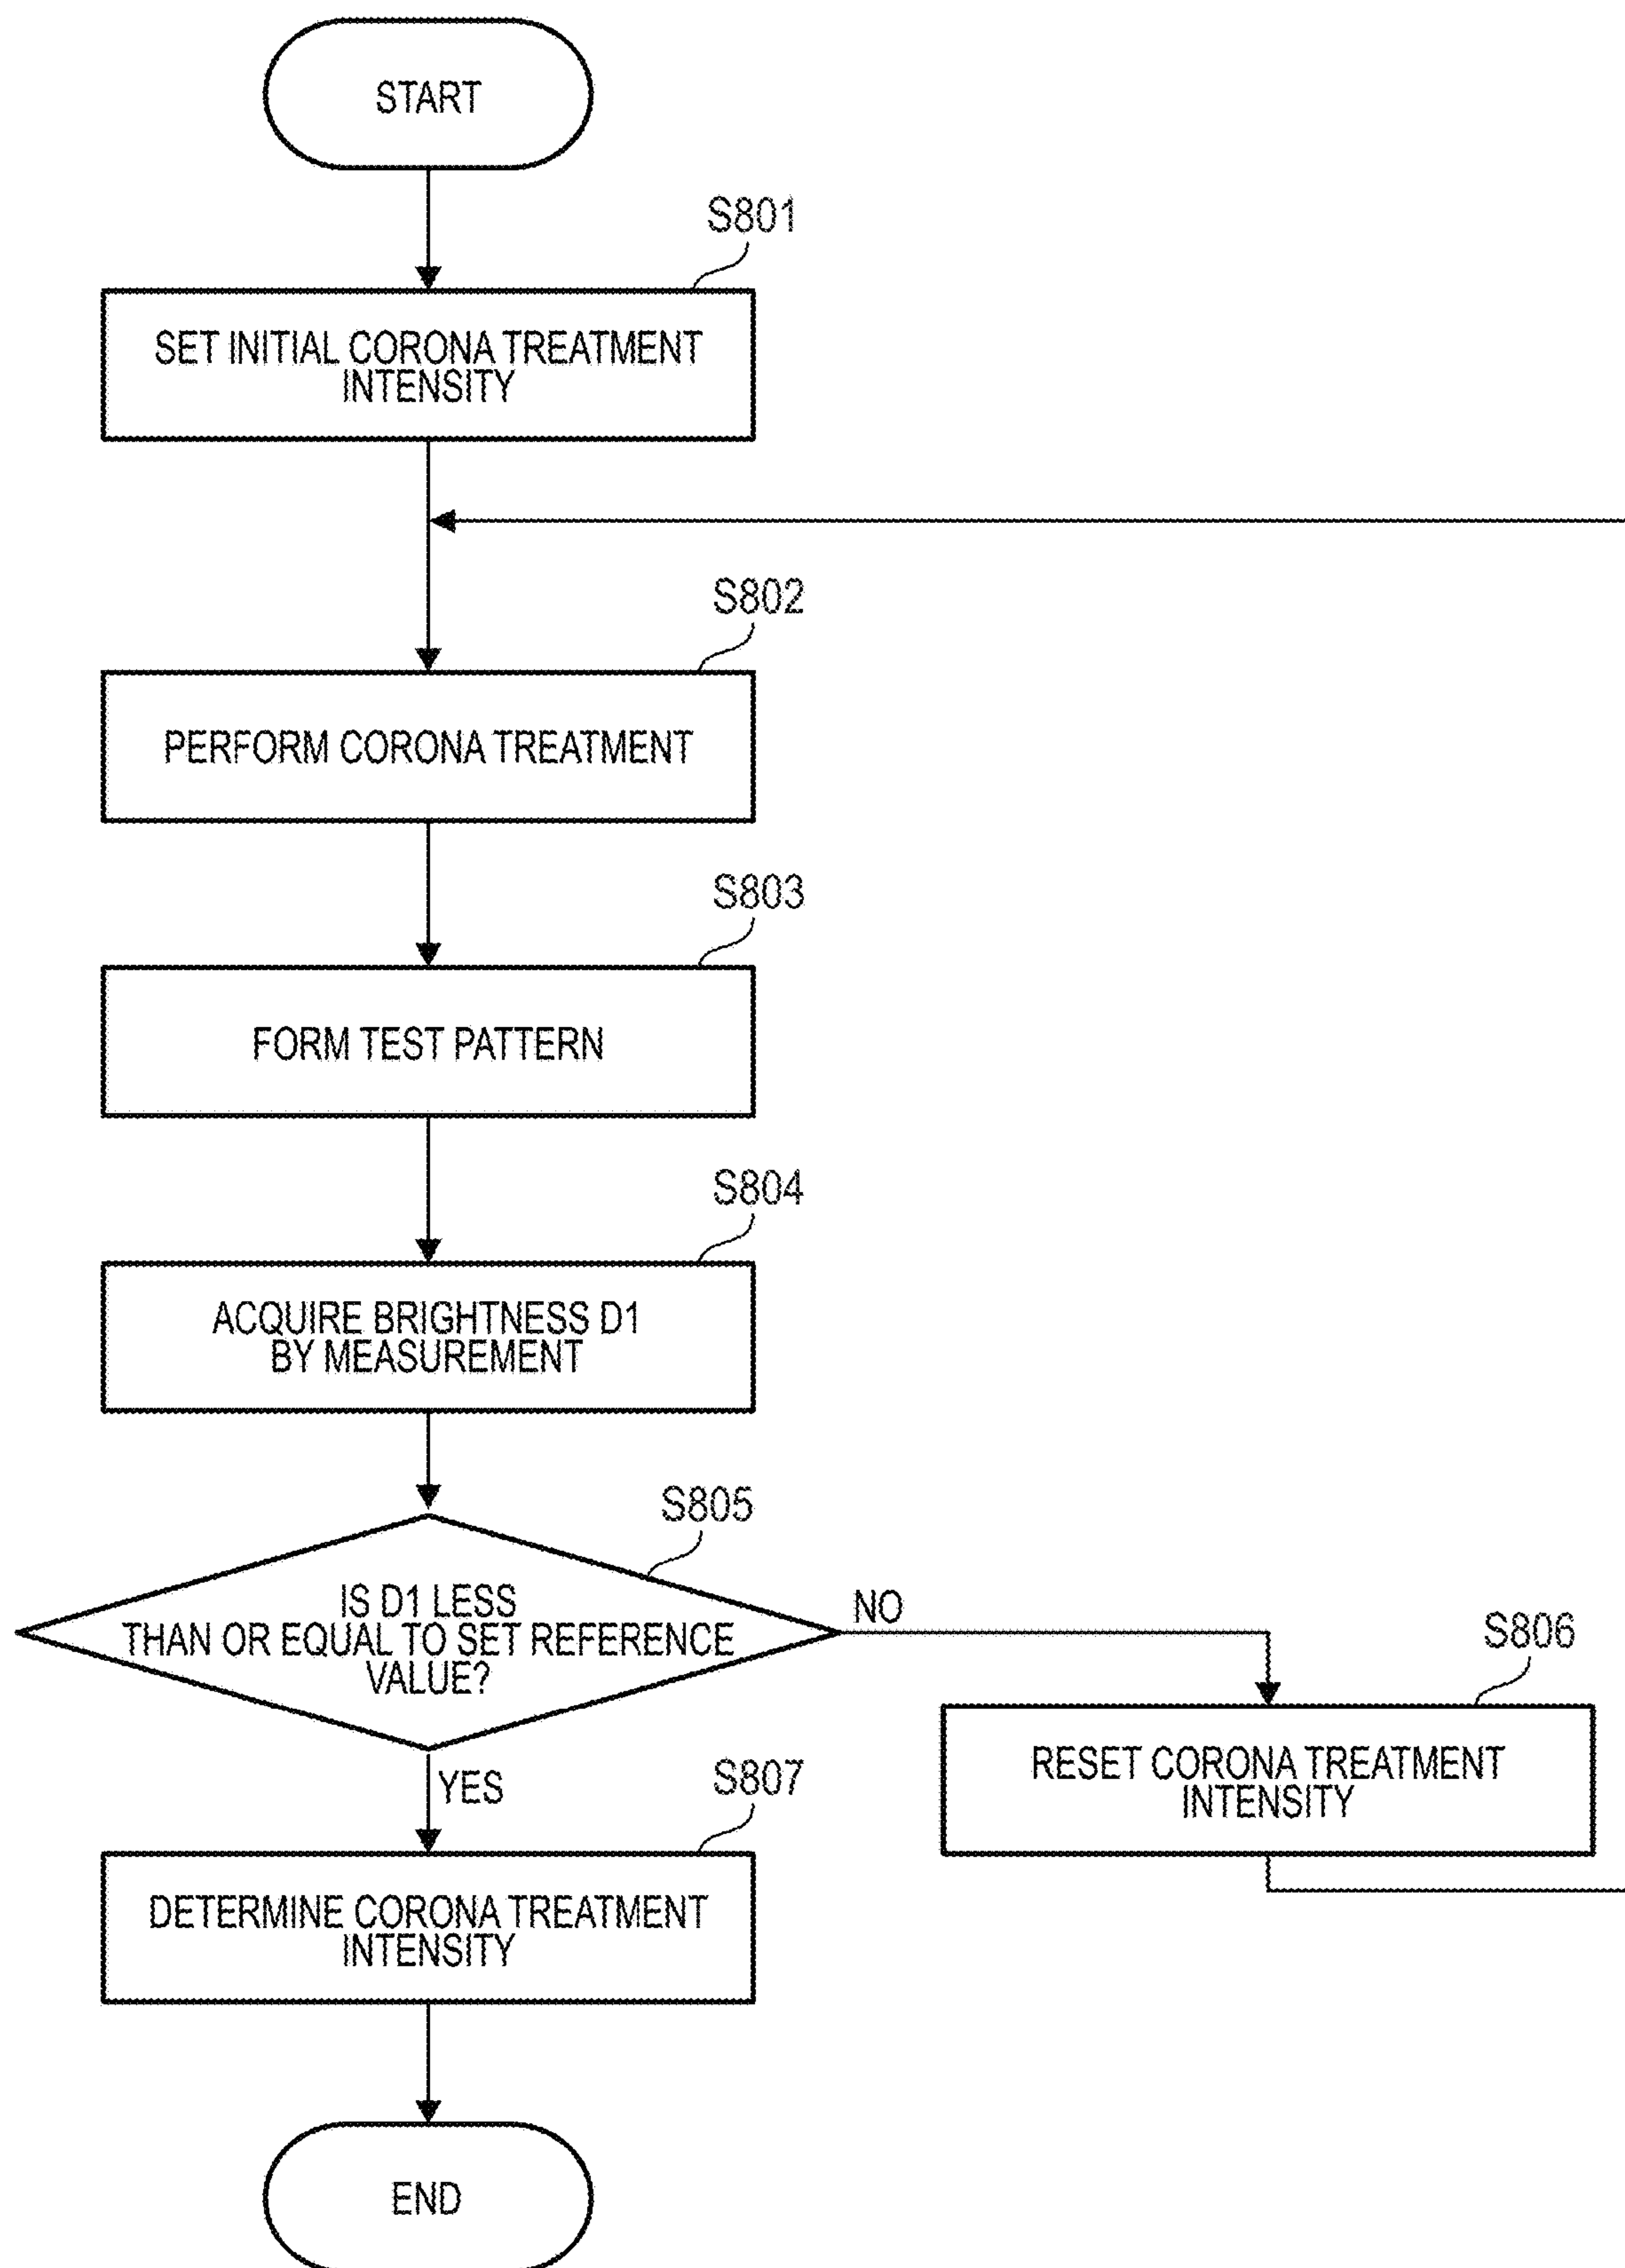 START
S801
SET INITIAL CORONA TREATMENT
INTENSITY
S802
PERFORM CORONA TREATMENT
S803
FORM TEST PATTERN
S804
ACQUIRE BRIGHTNESS D1
BY MEASUREMENT
S805
IS D1 LESS
THAN OR EQUAL TO SET REFERENCE
VALUE?
NO
S806
RESET CORONA TREATMENT
INTENSITY
YES
S807
DETERMINE CORONA TREATMENT
INTENSITY
END